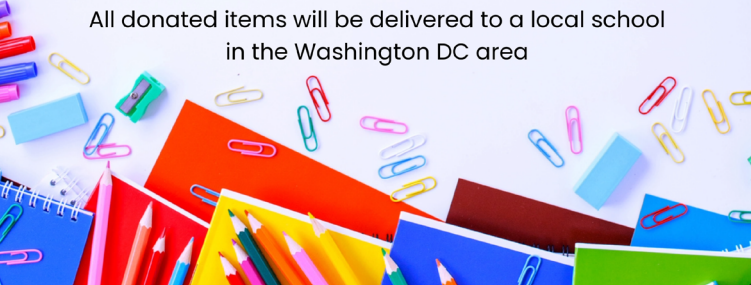 All donated items will be delivered to a local school
in the Washington DC area